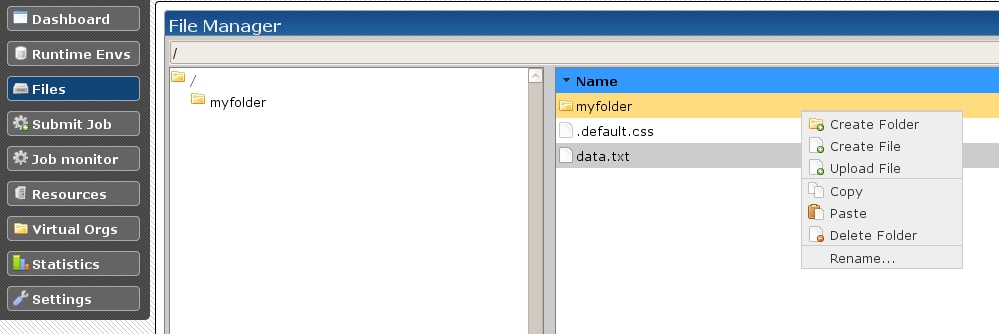 Dashboard
Runtime Envs
Files
Submit Job
Job monitor
Resources
Virtual Orgs
Statistics
Settings
File Manager
/
/
myfolder
Name
myfolder
.default.css
data.txt
Create Folder
Create File
Upload File
Copy
Paste
Delete Folder
Rename...